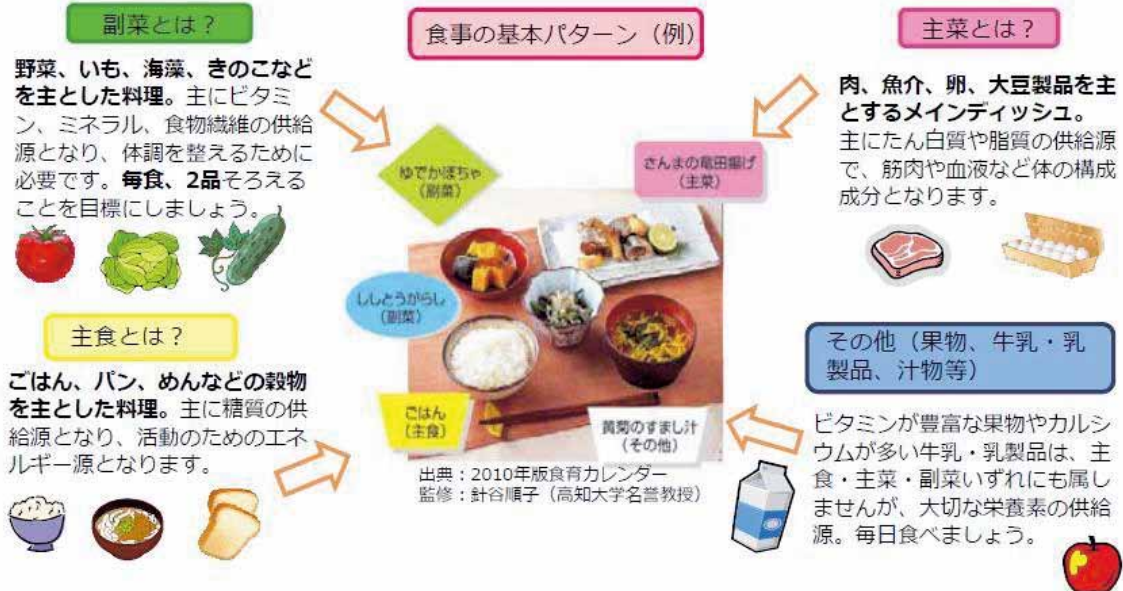 食事の基本パターン（例）
副菜とは？
野菜、いも、海藻、きのこなど
を主とした料理。主にビタミ
ン、ミネラル、食物繊維の供給
源となり、体調を整えるために
必要です。毎食、2品そろえる
ことを目標にしましょう。
主食とは？
ごはん、パン、めんなどの穀物
を主とした料理。主に糖質の供
給源となり、活動のためのエネ
ルギー源となります。
ゆでかぼちゃ
（副菜）
さんまの竜田揚げ
（主菜）
ししとうがらし
（副菜）
ごはん
（主食）
黄菊のすまし汁
（その他）
出典：2010年版食育カレンダー
監修：針谷順子（高知大学名誉教授）
主菜とは？
肉、魚介、卵、大豆製品を主
とするメインディッシュ。
主にたん白質や脂質の供給源
で、筋肉や血液など体の構成
成分となります。
その他（果物、牛乳・乳
製品、汁物等）
ビタミンが豊富な果物やカルシ
ウムが多い牛乳・乳製品は、主
食・主菜・副菜いずれにも属し
ませんが、大切な栄養素の供給
源。毎日食べましょう。